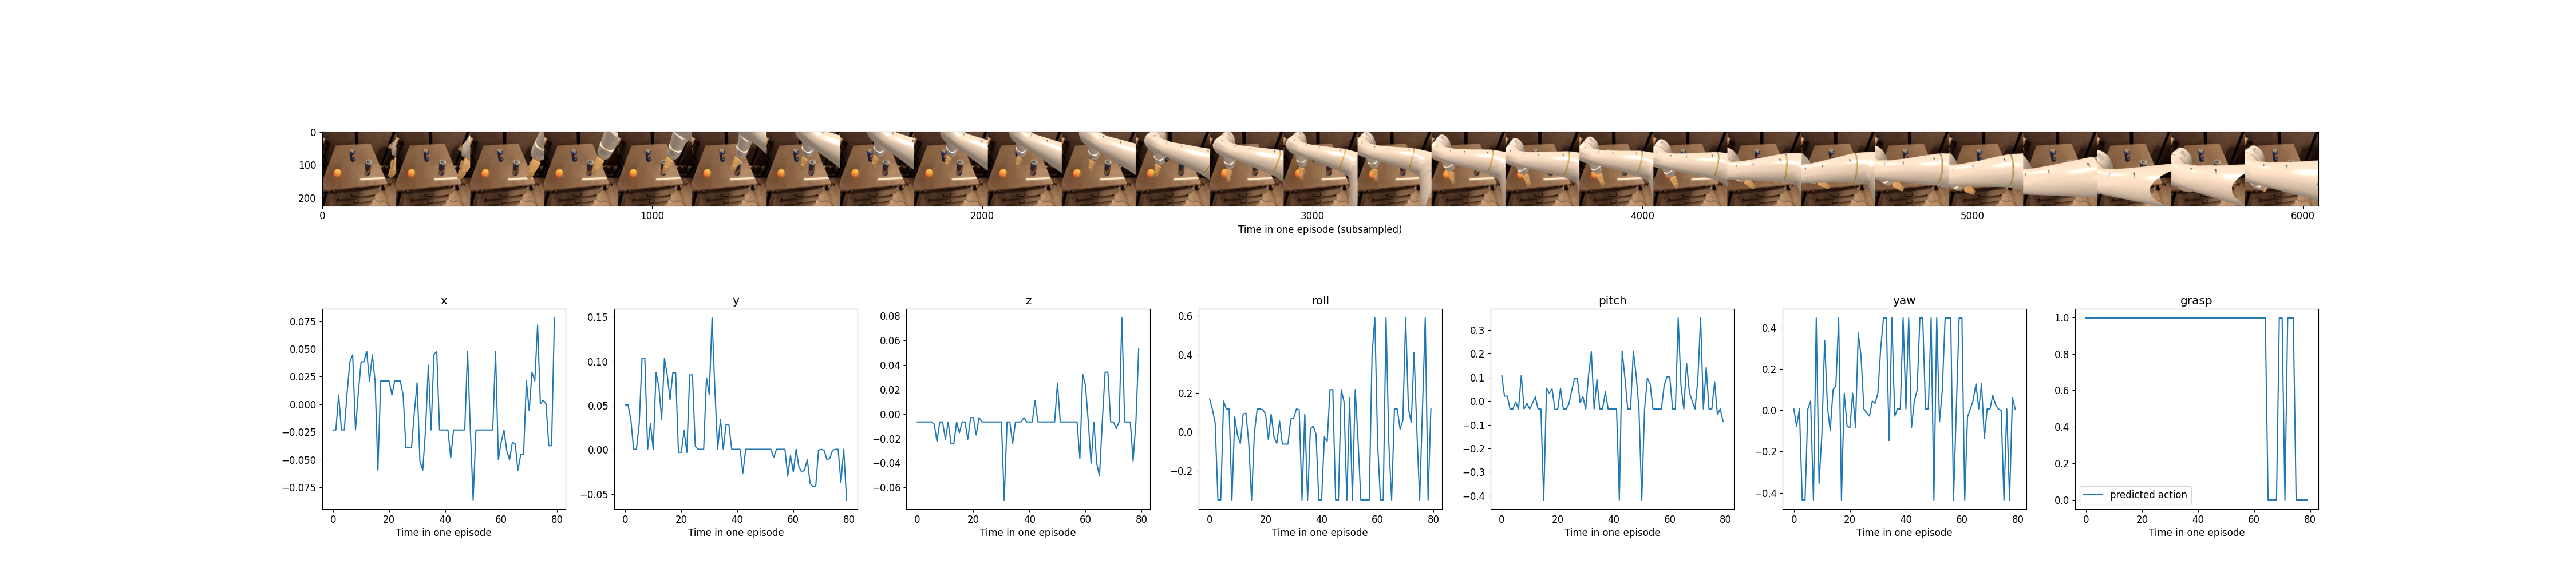 0
100
200
0 1000 2000 3000 4000 5000 6000
Time in one episode (subsampled)
x
0.075
0.050
0.025
0.000
−0.025
−0.050
−0.075
0 20 40 60 80
Time in one episode
y
0.15
0.10
0.05
0.00
−0.05
0 20 40 60 80
Time in one episode
z
0.08
0.06
0.04
0.02
0.00
−0.02
−0.04
−0.06
0 20 40 60 80
Time in one episode
roll
0.6
0.4
0.2
0.0
−0.2
0 20 40 60 80
Time in one episode
pitch
0.3
0.2
0.1
0.0
−0.1
−0.2
−0.3
−0.4
0 20 40 60 80
Time in one episode
yaw
0.4
0.2
0.0
−0.2
−0.4
0 20 40 60 80
Time in one episode
grasp
1.0
0.8
0.6
0.4
0.2
0.0
predicted action
0 20 40 60 80
Time in one episode